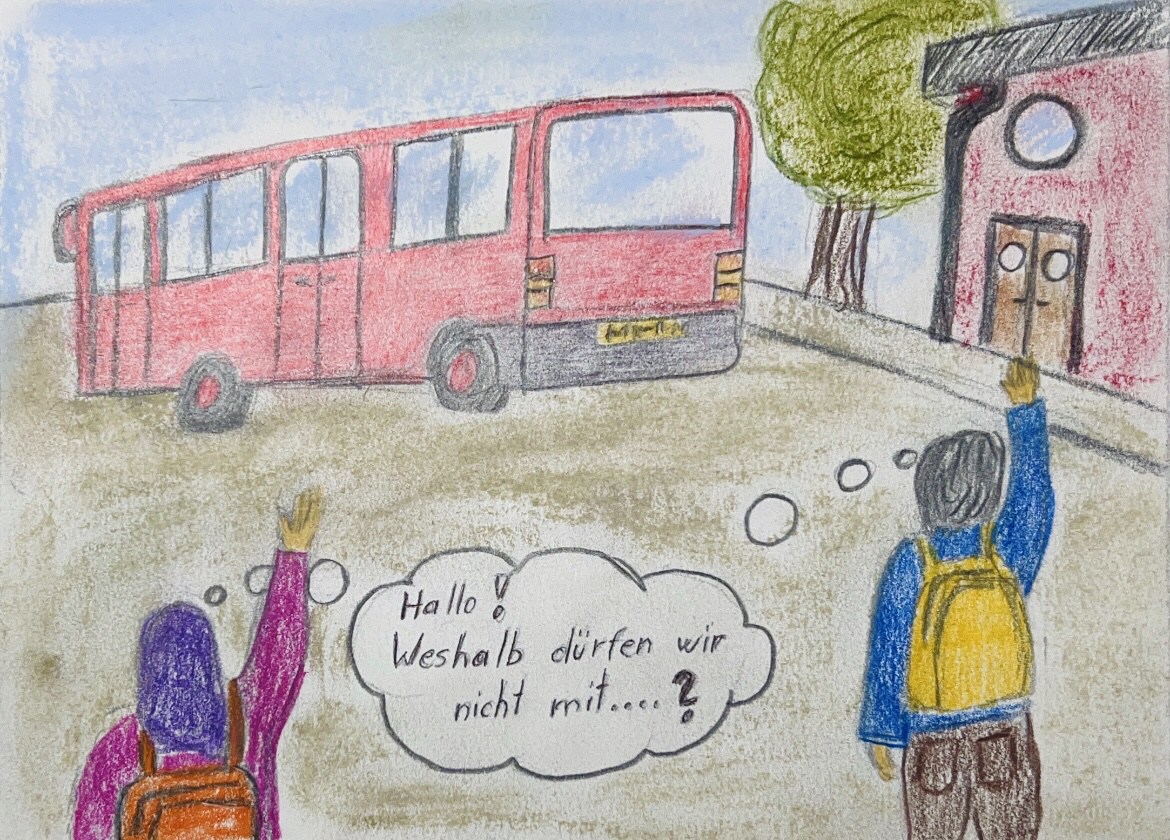 Hallo!
Weshalb dürfen wir
nicht mit....?